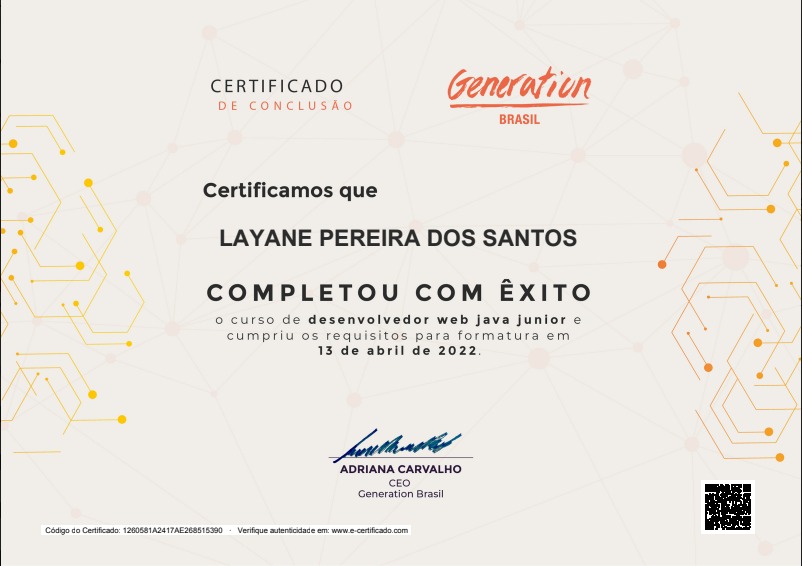 CERTIFICADO
DE CONCLUSÃO
Generation
BRASIL
Certificamos que
LAYANE PEREIRA DOS SANTOS
COMPLETOU COM ÊXITO
o curso de desenvolvedor web java junior e
cumpriu os requisitos para formatura em
13 de abril de 2022.
ADRIANA CARVALHO
CEO
Generation Brasil
Código do Certificado: 1260581A2417AE268515390 - Verifique autenticidade em: www.e-certificado.com